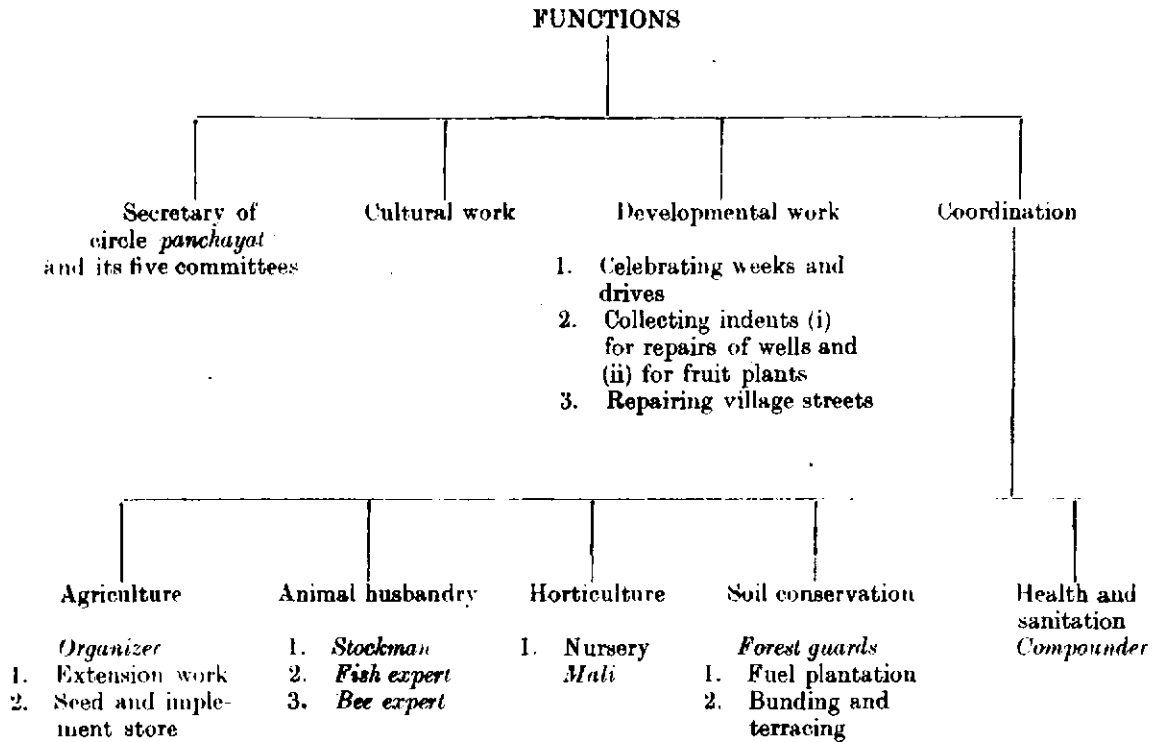 FUNCTIONS
Secretary of
circle panchayat
and its five committees
Cultural work
Developmental work
1. Celebrating weeks and
drives
2. Collecting indents (i)
for repairs of wells and
(ii) for fruit plants
3. Repairing village streets
Coordination
Agriculture
Organizer
1. Extension work
2. Seed and imple-
ment store
Animal husbandry
1. Stockman
2. Fish expert
3. Bee expert
Horticulture
1. Nursery
Mali
Soil conservation
Forest guards
1. Fuel plantation
2. Bunding and
terracing
Health and
sanitation
Compounder